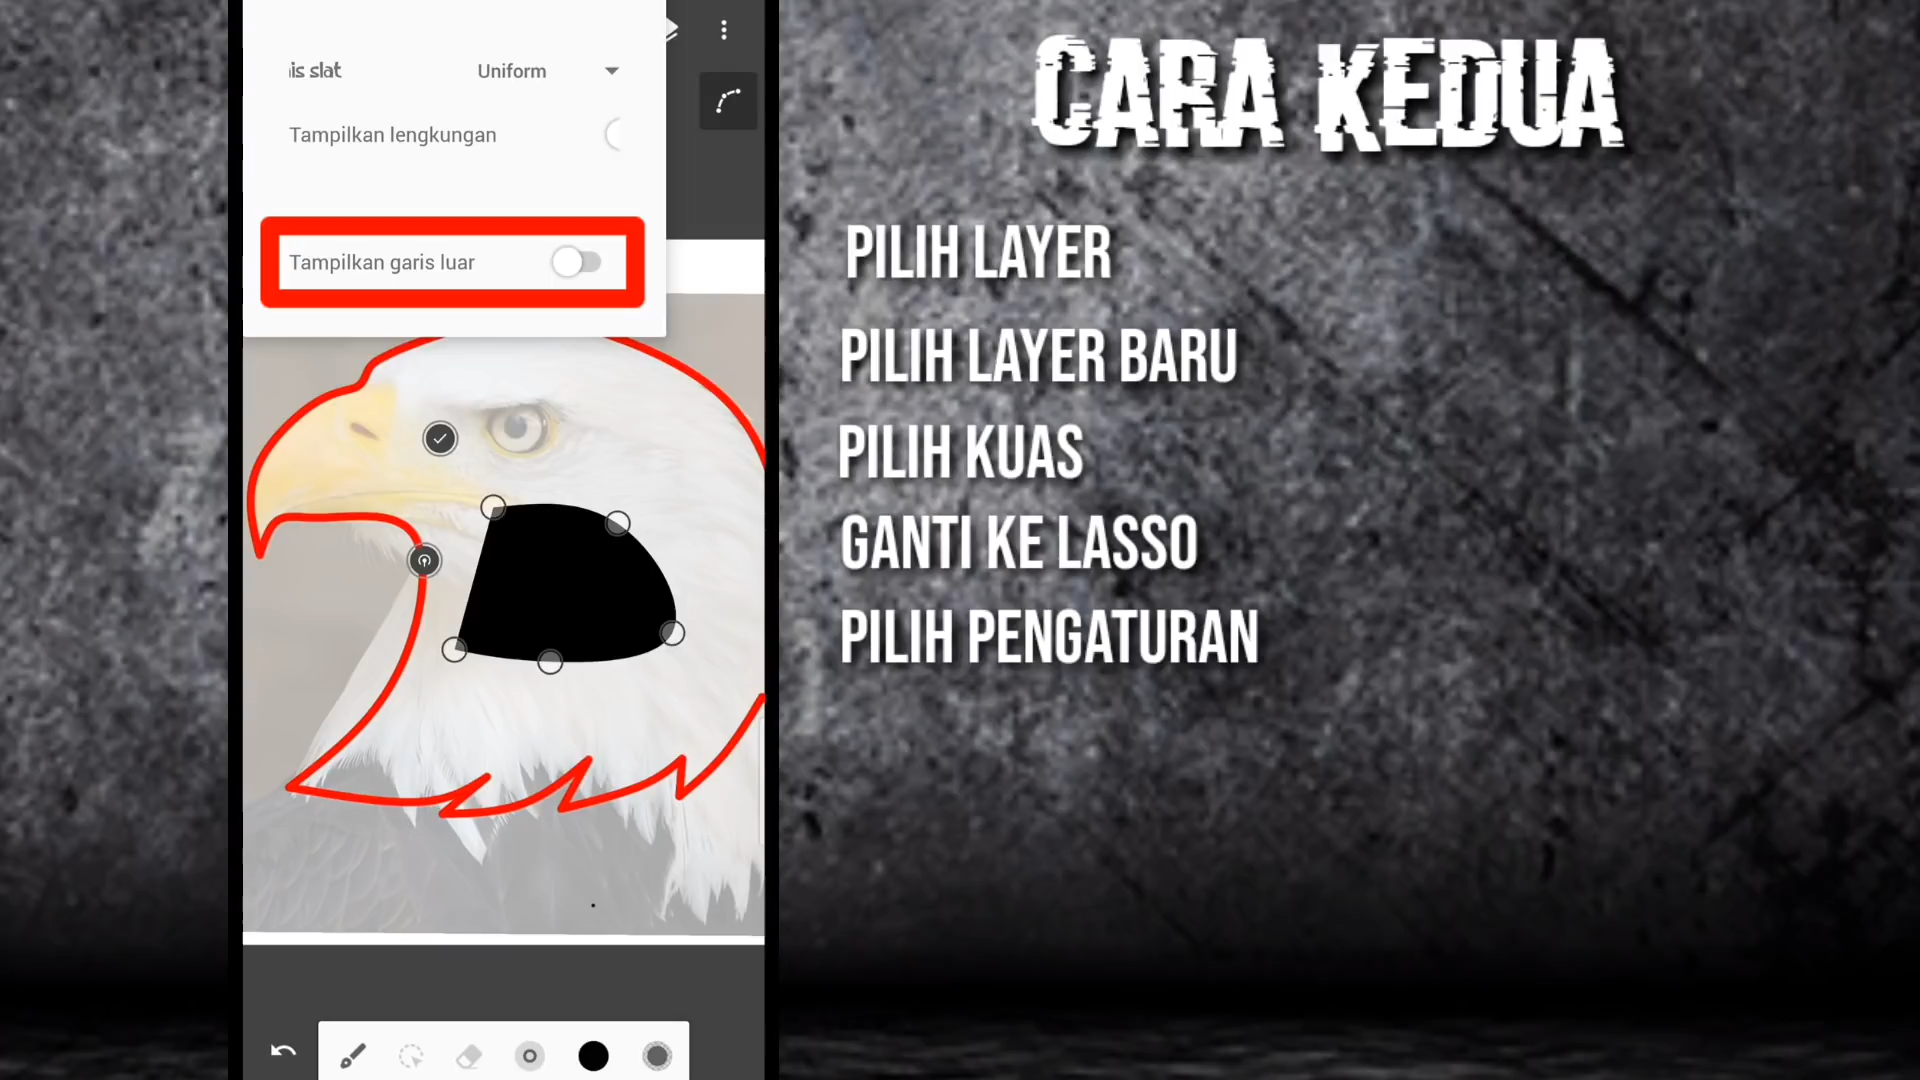 is slat
Uniform
Tampilkan lengkungan
Tampilkan garis luar
CARA KEDUA
PILIH LAYER
PILIH LAYER BARU
PILIH KUAS
GANTI KE LASSO
PILIH PENGATURAN